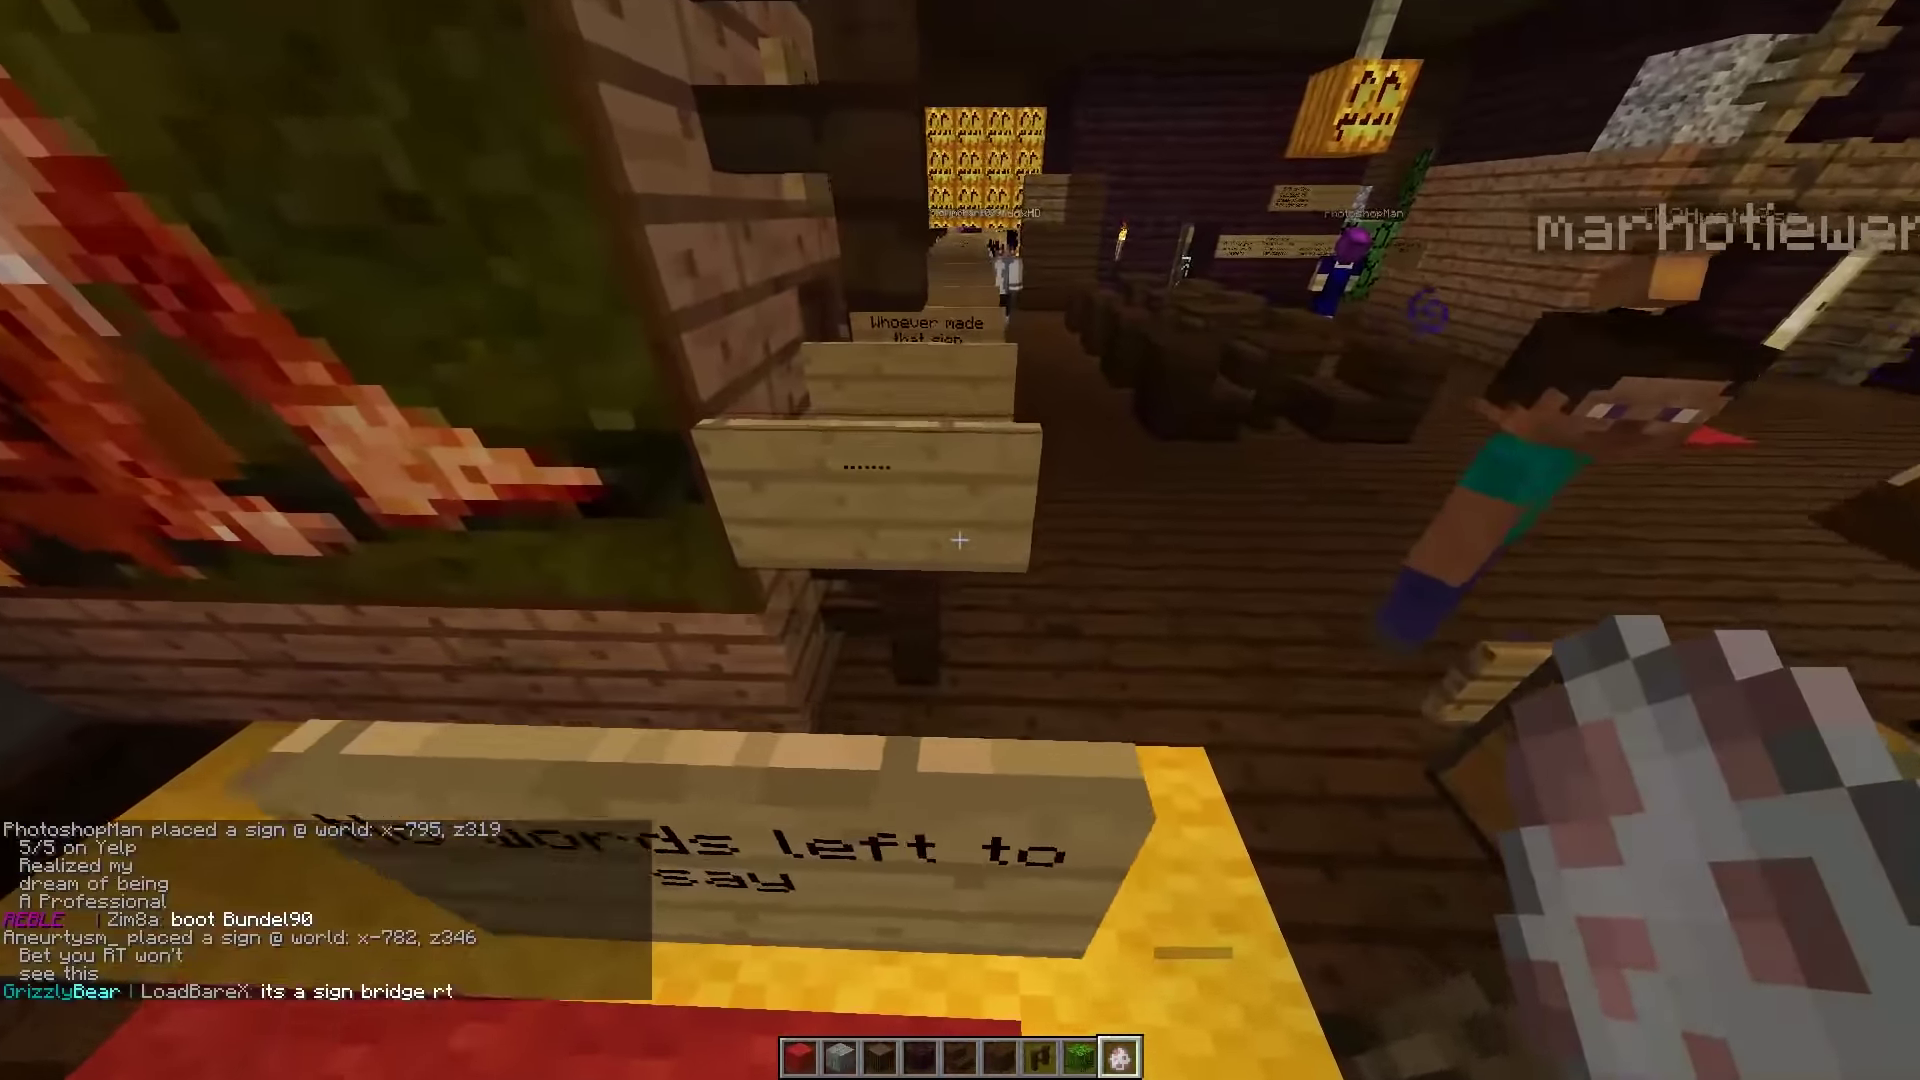 PhotoshopMan
marhotiewer
Whoever made
that sign
.......
No words left to
say
PhotoshopMan placed a sign @ world: x-795, z319
5/5 on Yelp
Realized my
dream of being
A Professional
REBLE | Zim8a: boot Bundel90
Aneurtysm_ placed a sign @ world: x-782, z346
Bet you RT won't
see this
GrizzlyBear | LoadBareX: its a sign bridge rt